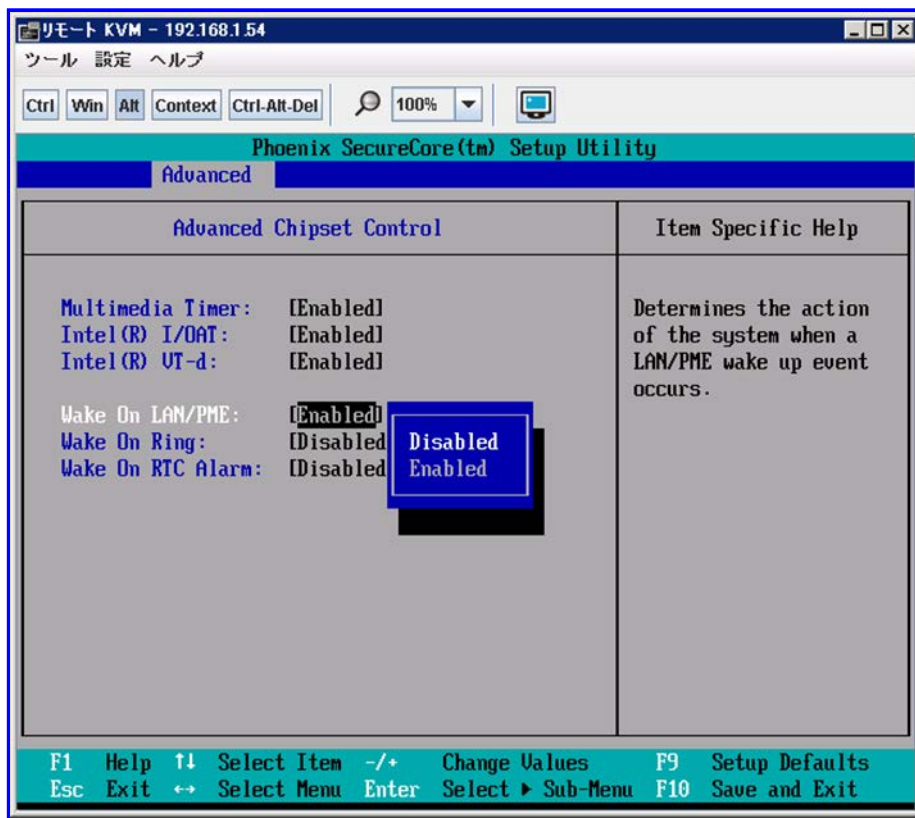 リモート KVM - 192.168.1.54
ツール 設定 ヘルプ
Ctrl Win Alt Context Ctrl-Alt-Del 100%
Phoenix SecureCore(tm) Setup Utility
Advanced
Advanced Chipset Control
Item Specific Help
Multimedia Timer: [Enabled]
Intel(R) I/OAT: [Enabled]
Intel(R) VT-d: [Enabled]
Wake On LAN/PME: [Enabled]
Wake On Ring: [Disabled
Wake On RTC Alarm: [Disabled
Disabled
Enabled
Determines the action
of the system when a
LAN/PME wake up event
occurs.
F1 Help ↑↓ Select Item -/+ Change Values F9 Setup Defaults
Esc Exit ↔ Select Menu Enter Select ▶ Sub-Menu F10 Save and Exit